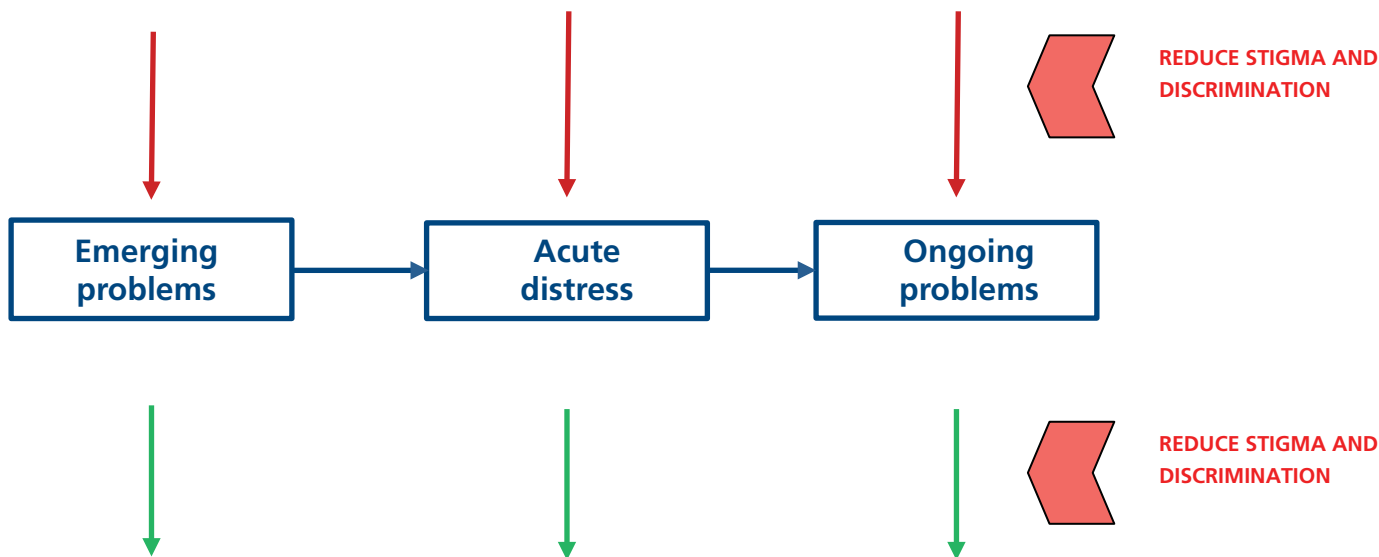 REDUCE STIGMA AND
DISCRIMINATION
Emerging
problems
Acute
distress
Ongoing
problems
REDUCE STIGMA AND
DISCRIMINATION